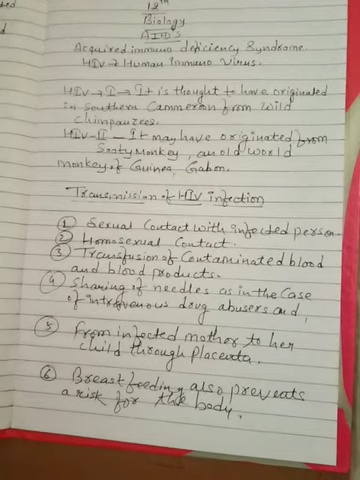 12th
Biology
AID'S
Acquired immuno deficiency Syndrome.
HIV → Human Immuno Virus.
HIV → I → It is thought to have originated
in Southern Cammeron from wild
Chimpanzees.
HIV-II - It may have originated from
Sooty Monkey, an old world
monkey of Guinea, Gabon.
Transmission of HIV infection
① Sexual Contact with infected person.
② Homosexual Contact.
③ Transfusion of Contaminated blood
and blood products.
④ Sharing of needles as in the Case
of intravenous drug abusers and,
⑤ From infected mother to her
child through Placenta.
⑥ Breast feeding also prevents
a risk for the body.